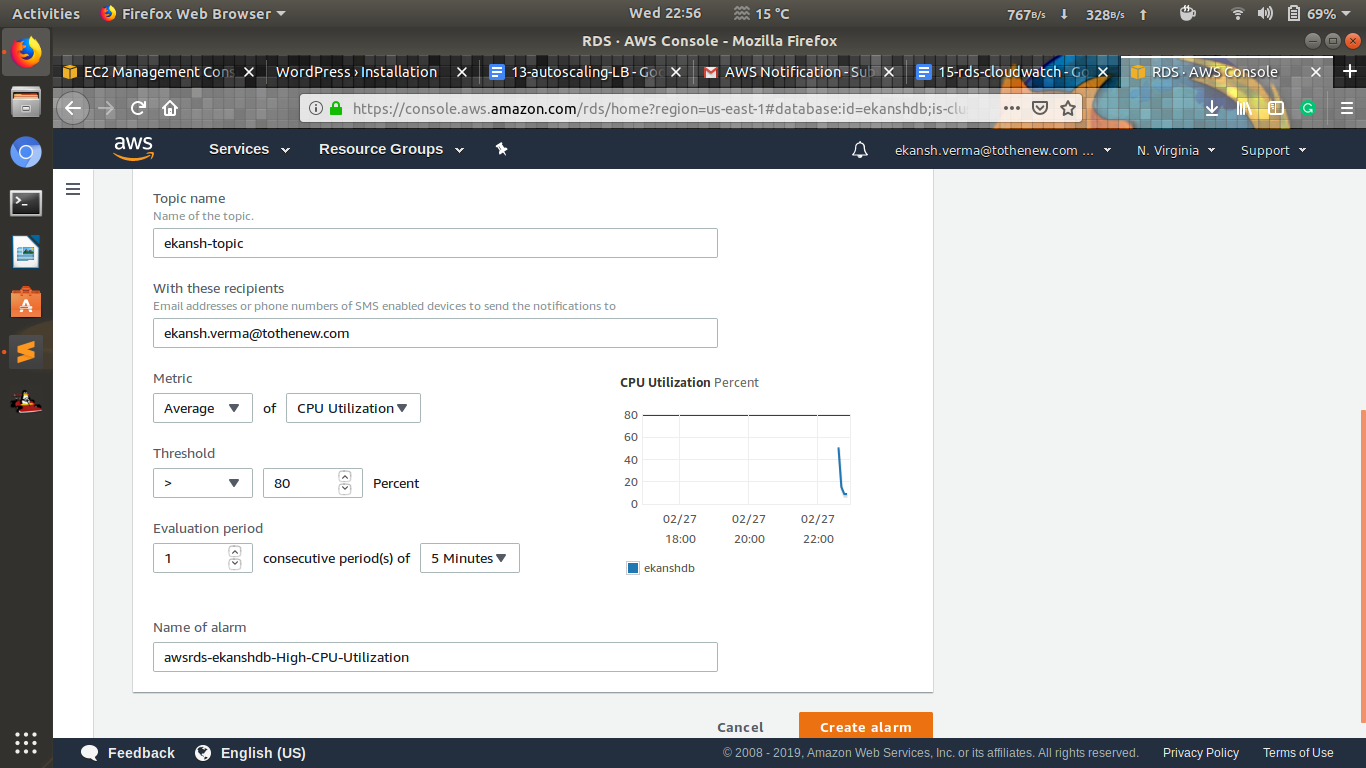 Activities Firefox Web Browser Wed 22:56 15 °C 767B/s 328B/s 69%
RDS · AWS Console - Mozilla Firefox
EC2 Management Cons WordPress › Installation 13-autoscaling-LB - Goo AWS Notification - Sub 15-rds-cloudwatch - Go RDS · AWS Console
https://console.aws.amazon.com/rds/home?region=us-east-1#database:id=ekanshdb;is-clu
aws Services Resource Groups ekansh.verma@tothenew.com ... N. Virginia Support
Topic name
Name of the topic.
ekansh-topic
With these recipients
Email addresses or phone numbers of SMS enabled devices to send the notifications to
ekansh.verma@tothenew.com
Metric
Average of CPU Utilization
Threshold
> 80 Percent
Evaluation period
1 consecutive period(s) of 5 Minutes
CPU Utilization Percent
80
60
40
20
0
02/27 02/27 02/27
18:00 20:00 22:00
ekanshdb
Name of alarm
awsrds-ekanshdb-High-CPU-Utilization
Cancel Create alarm
Feedback English (US) © 2008 - 2019, Amazon Web Services, Inc. or its affiliates. All rights reserved. Privacy Policy Terms of Use